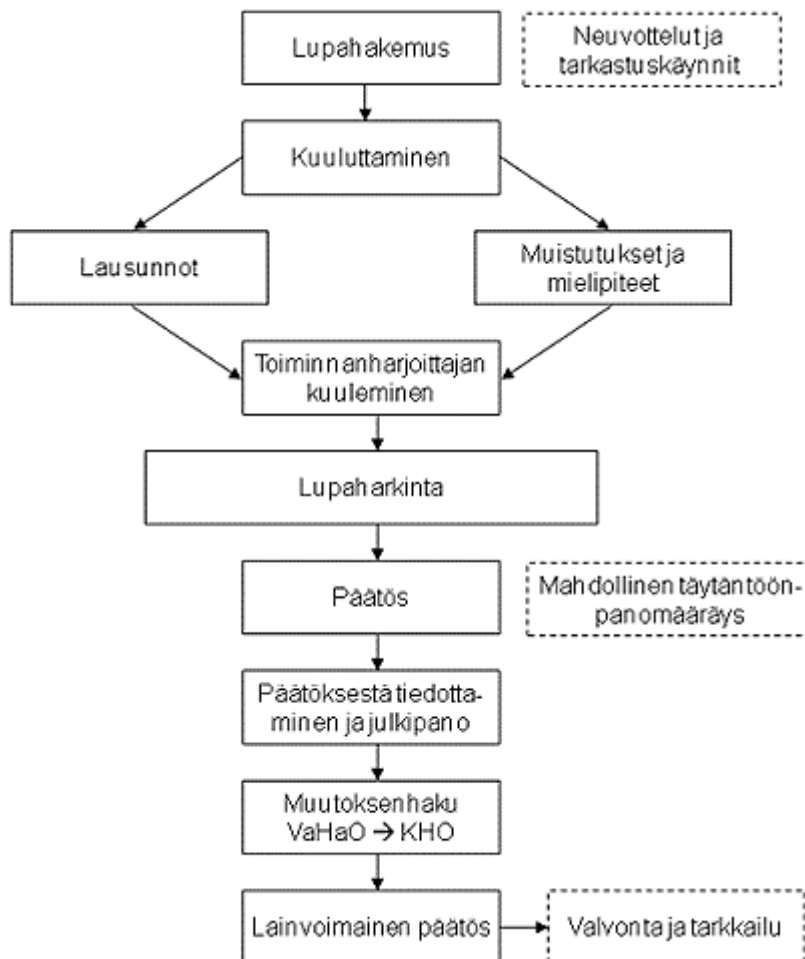 Lupahakemus
Neuvottelut ja
tarkastuskäynnit
Kuuluttaminen
Lausunnot
Muistutukset ja
mielipiteet
Toiminnanharjoittajan
kuuleminen
Lupaharkinta
Päätös
Mahdollinen täytäntöön-
panomääräys
Päätöksestä tiedotta-
minen ja julkipano
Muutoksenhaku
VaHaO → KHO
Lainvoimainen päätös
Valvonta ja tarkkailu